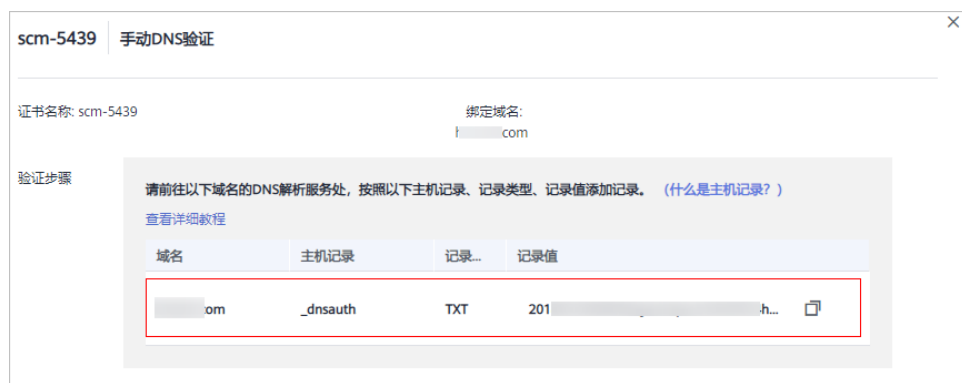 scm-5439 手动DNS验证
证书名称: scm-5439
绑定域名:
h com
验证步骤
请前往以下域名的DNS解析服务处，按照以下主机记录、记录类型、记录值添加记录。 （什么是主机记录？）
查看详细教程
域名 主机记录 记录... 记录值
om _dnsauth TXT 201 h...